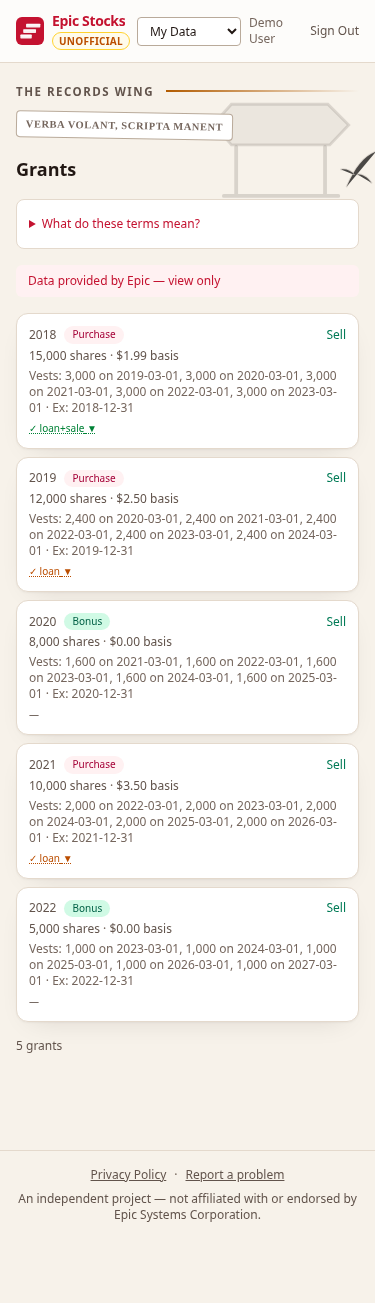 Epic Stocks
UNOFFICIAL
My Data
Demo
User
Sign Out
THE RECORDS WING
VERBA VOLANT, SCRIPTA MANENT
Grants
▶ What do these terms mean?
Data provided by Epic — view only
2018 Purchase Sell
15,000 shares · $1.99 basis
Vests: 3,000 on 2019-03-01, 3,000 on 2020-03-01, 3,000
on 2021-03-01, 3,000 on 2022-03-01, 3,000 on 2023-03-
01 · Ex: 2018-12-31
✓ loan+sale ▼
2019 Purchase Sell
12,000 shares · $2.50 basis
Vests: 2,400 on 2020-03-01, 2,400 on 2021-03-01, 2,400
on 2022-03-01, 2,400 on 2023-03-01, 2,400 on 2024-03-
01 · Ex: 2019-12-31
✓ loan ▼
2020 Bonus Sell
8,000 shares · $0.00 basis
Vests: 1,600 on 2021-03-01, 1,600 on 2022-03-01, 1,600
on 2023-03-01, 1,600 on 2024-03-01, 1,600 on 2025-03-
01 · Ex: 2020-12-31
—
2021 Purchase Sell
10,000 shares · $3.50 basis
Vests: 2,000 on 2022-03-01, 2,000 on 2023-03-01, 2,000
on 2024-03-01, 2,000 on 2025-03-01, 2,000 on 2026-03-
01 · Ex: 2021-12-31
✓ loan ▼
2022 Bonus Sell
5,000 shares · $0.00 basis
Vests: 1,000 on 2023-03-01, 1,000 on 2024-03-01, 1,000
on 2025-03-01, 1,000 on 2026-03-01, 1,000 on 2027-03-
01 · Ex: 2022-12-31
—
5 grants
Privacy Policy · Report a problem
An independent project — not affiliated with or endorsed by
Epic Systems Corporation.